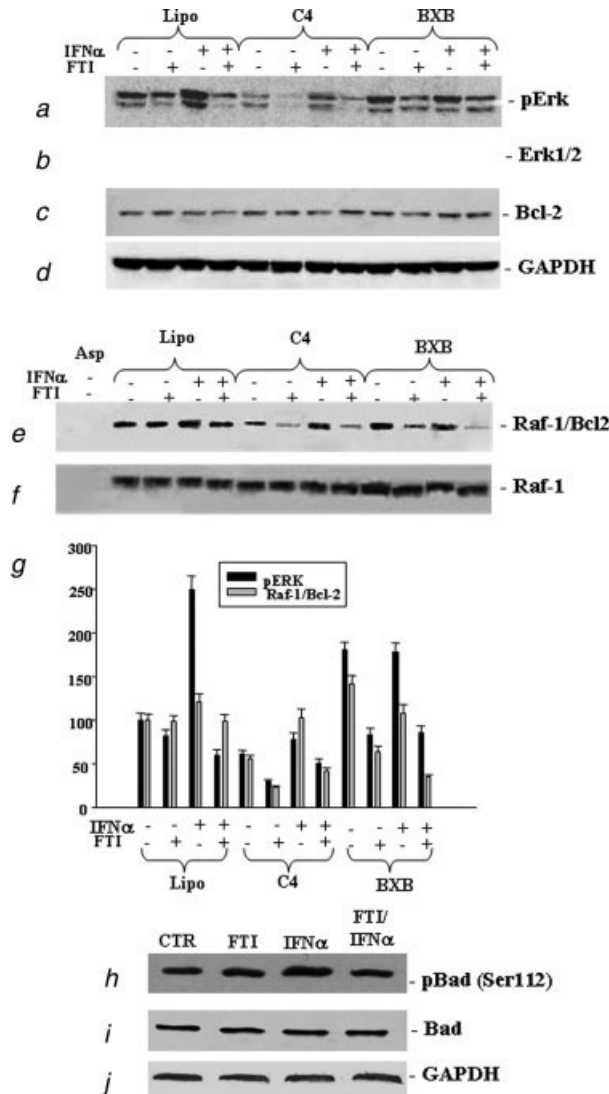 Lipo C4 BXB
IFNα - - + + - - + + - - + +
FTI - + - + - + - + - + - +
a - pErk
b - Erk1/2
c - Bcl-2
d - GAPDH
Asp Lipo C4 BXB
IFNα - - - + + - - + + - - + +
FTI - - + - + - + - + - + - +
e - Raf-1/Bcl2
f - Raf-1
g
300
250
200
150
100
50
0
pERK
Raf-1/Bcl-2
IFNα - - + + - - + + - - + +
FTI - + - + - + - + - + - +
Lipo C4 BXB
CTR FTI IFNα FTI/
IFNα
h - pBad (Ser112)
i - Bad
j - GAPDH